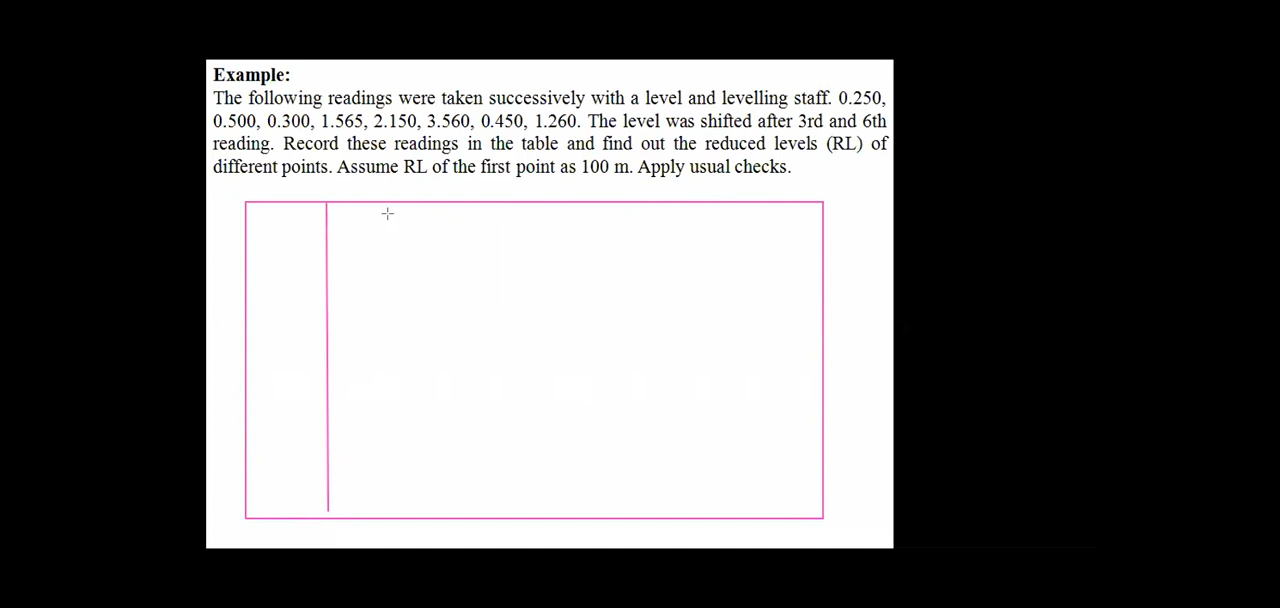 Example:
The following readings were taken successively with a level and levelling staff. 0.250,
0.500, 0.300, 1.565, 2.150, 3.560, 0.450, 1.260. The level was shifted after 3rd and 6th
reading. Record these readings in the table and find out the reduced levels (RL) of
different points. Assume RL of the first point as 100 m. Apply usual checks.